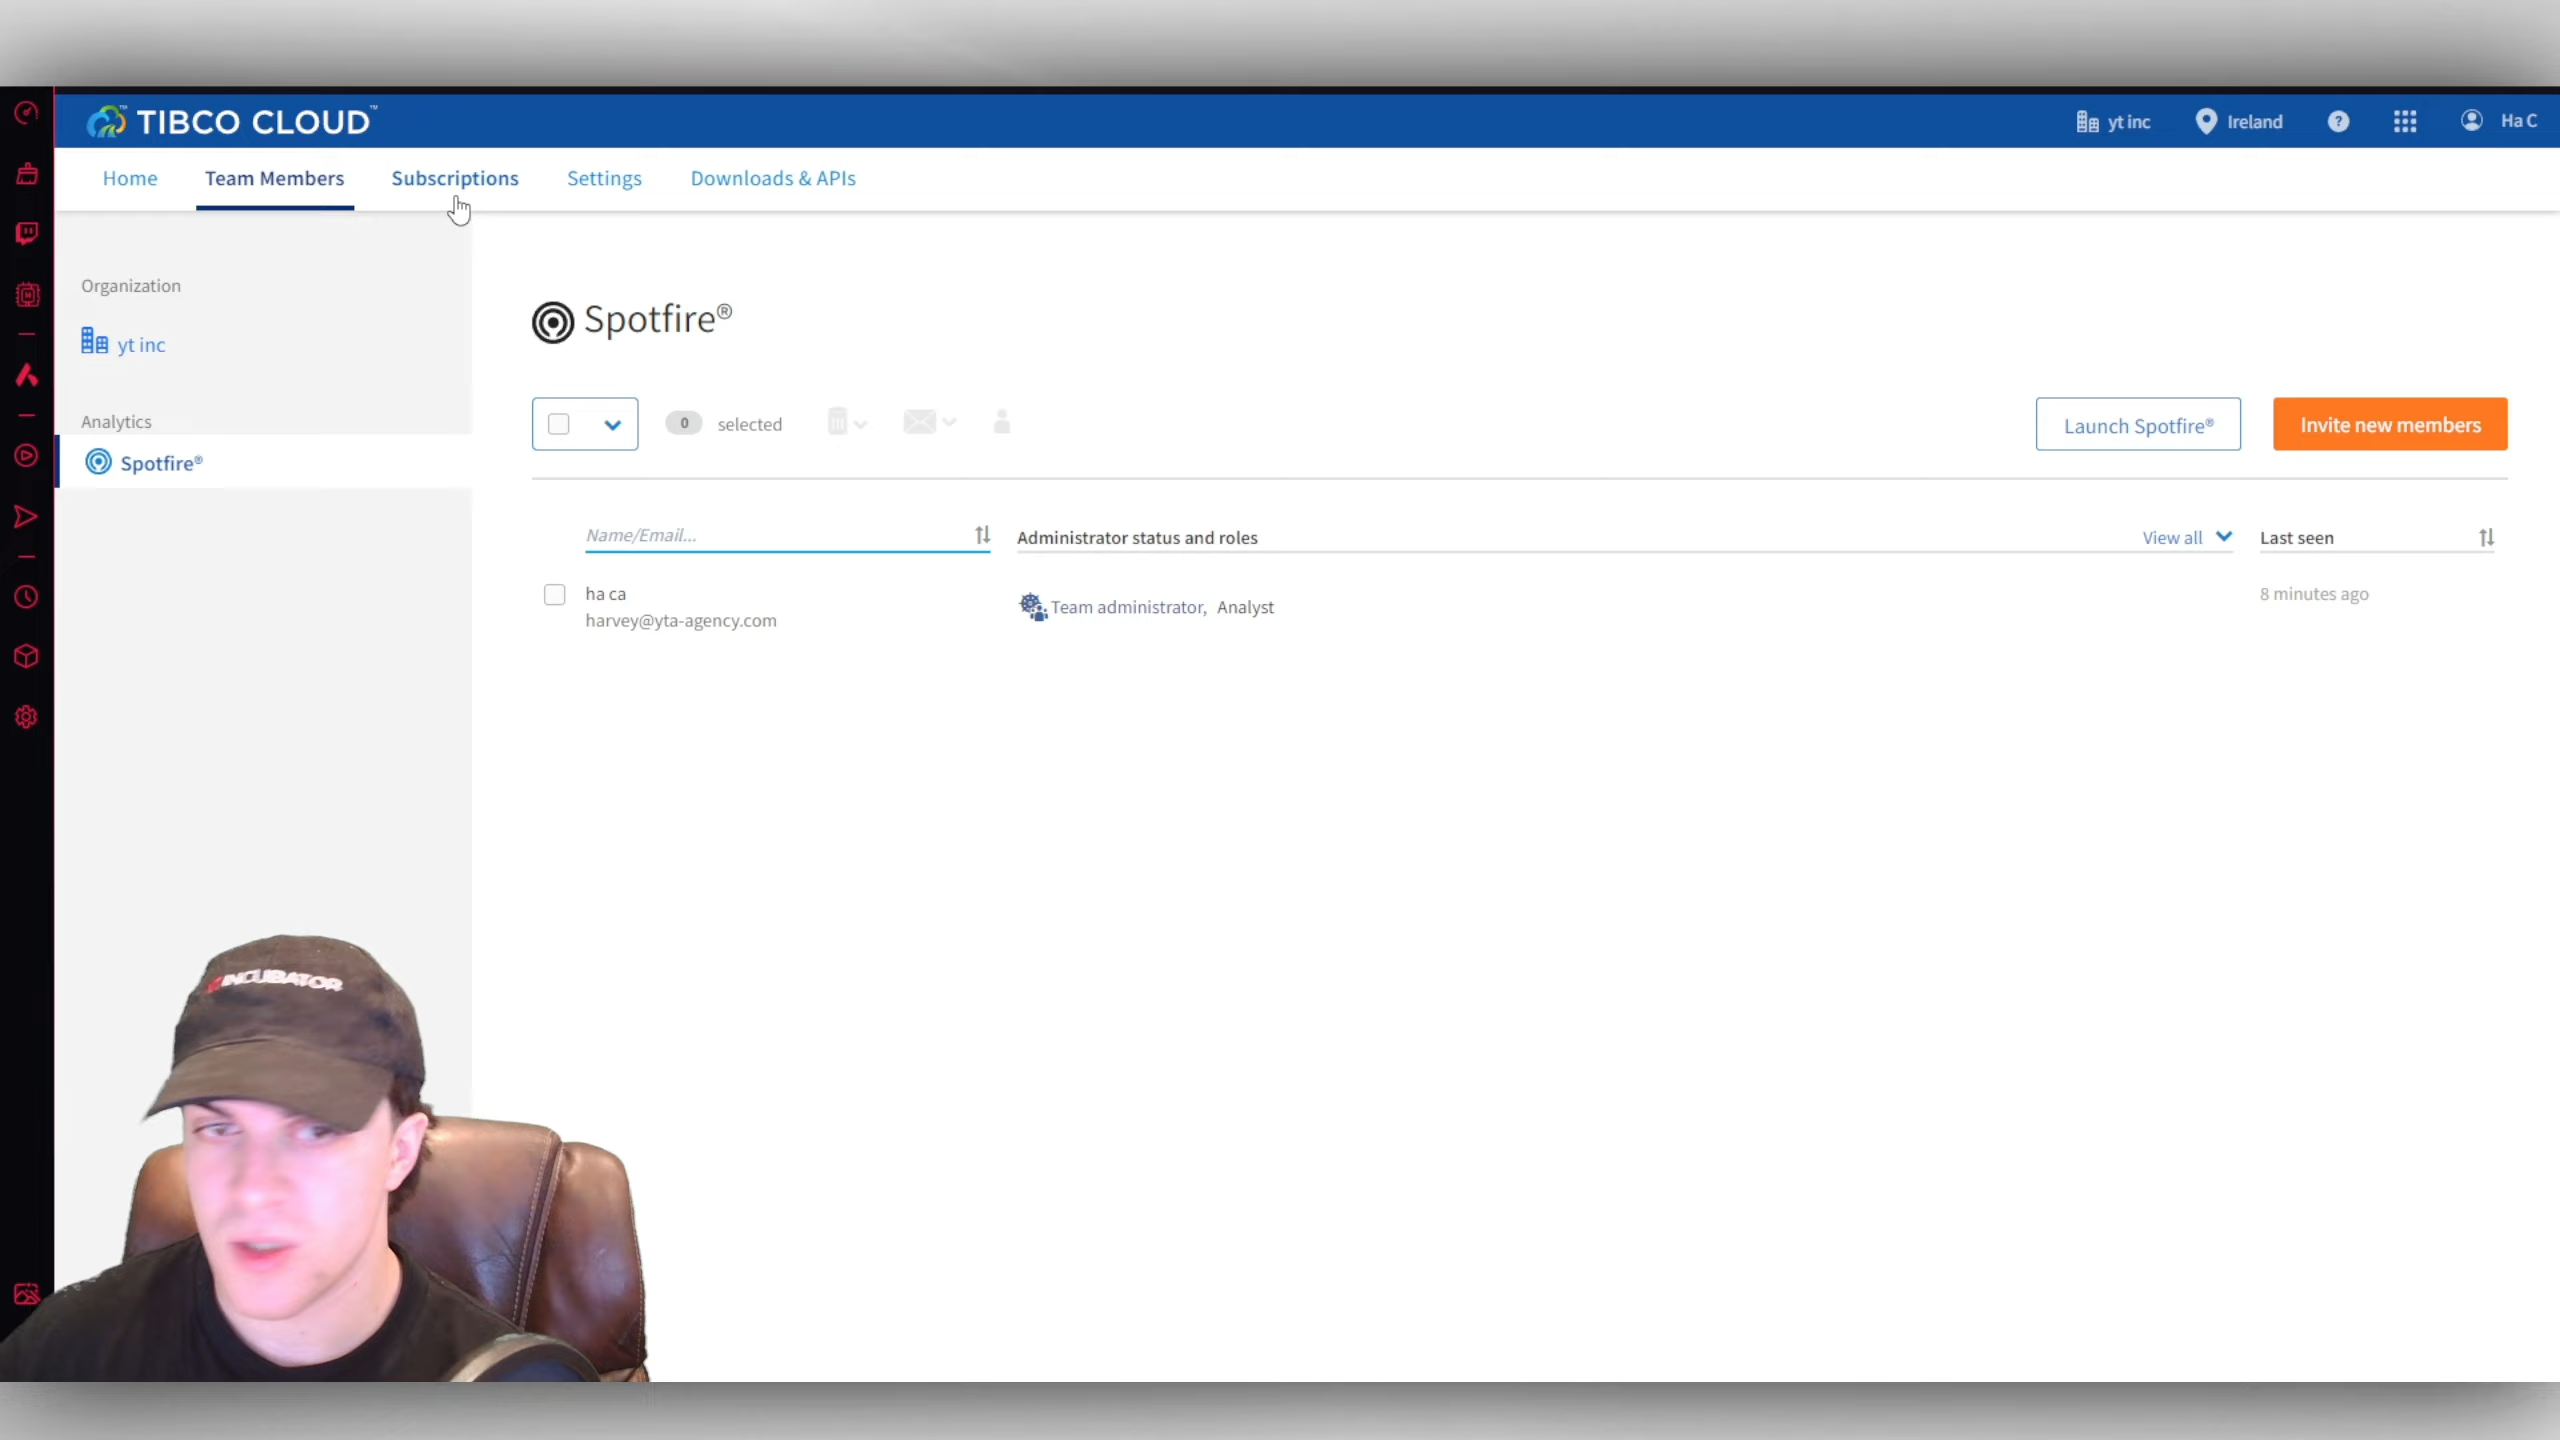 TIBCO CLOUD™
yt inc
Ireland
?
Ha C
Home
Team Members
Subscriptions
Settings
Downloads & APIs
Organization
yt inc
Analytics
Spotfire®
Spotfire®
0 selected
Launch Spotfire®
Invite new members
Name/Email...
Administrator status and roles
View all
Last seen
ha ca
harvey@yta-agency.com
Team administrator, Analyst
8 minutes ago
INCUBATOR